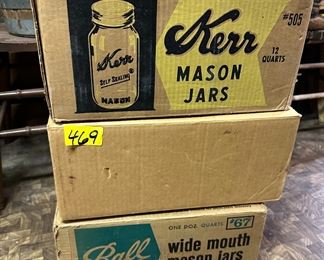 Kerr
#505
12
QUARTS
MASON
JARS
Kerr
SELF SEALING
MASON
469
ONE DOZ. QUARTS #67
Ball
wide mouth
mason jars